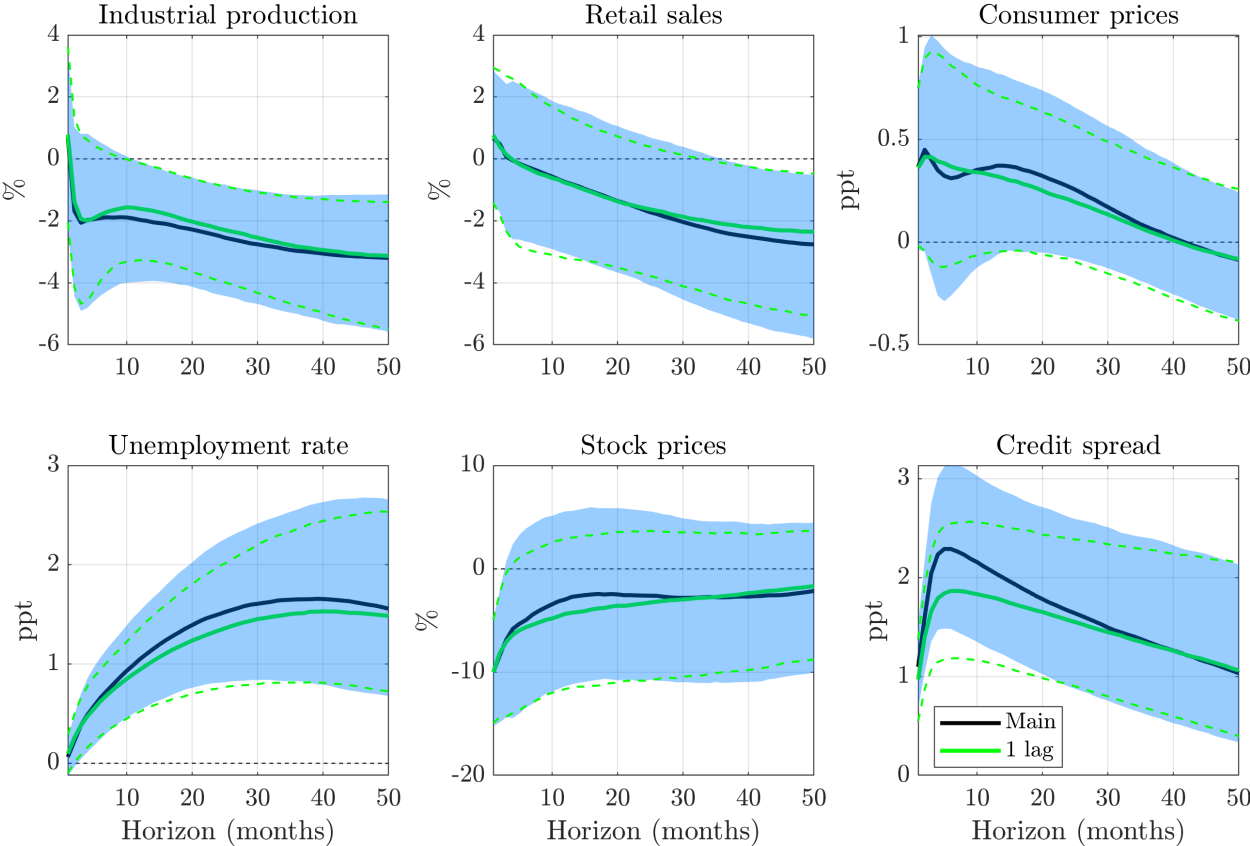 Industrial production
4
2
0
-2
-4
-6
%
10 20 30 40 50
Retail sales
4
2
0
-2
-4
-6
%
10 20 30 40 50
Consumer prices
1
0.5
0
-0.5
ppt
10 20 30 40 50
Unemployment rate
3
2
1
0
ppt
10 20 30 40 50
Horizon (months)
Stock prices
10
0
-10
-20
%
10 20 30 40 50
Horizon (months)
Credit spread
3
2
1
0
ppt
Main
1 lag
10 20 30 40 50
Horizon (months)